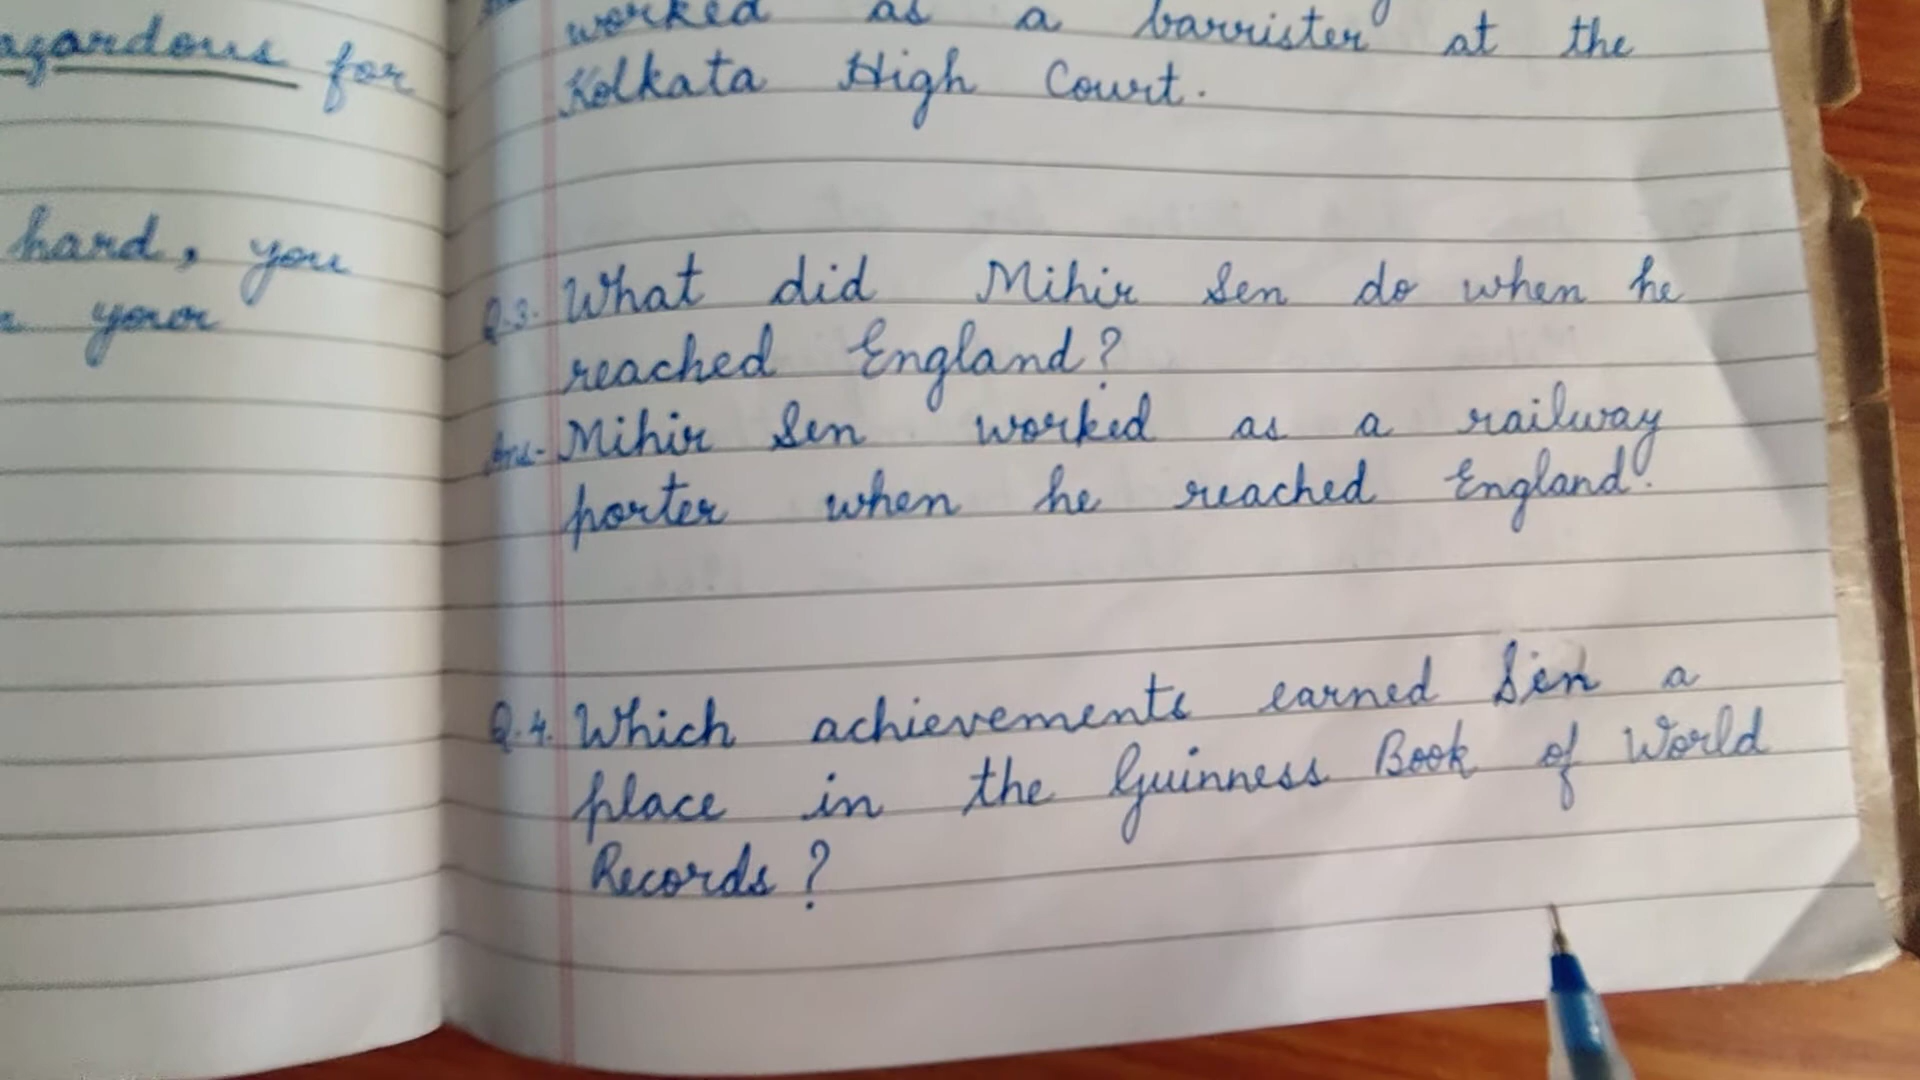 hazardous for
hard, you
your
worked as a barrister at the
Kolkata High Court.
Q.3. What did Mihir Sen do when he
reached England?
Ans- Mihir Sen worked as a railway
porter when he reached England.
Q.4. Which achievements earned Sen a
place in the Guinness Book of World
Records?